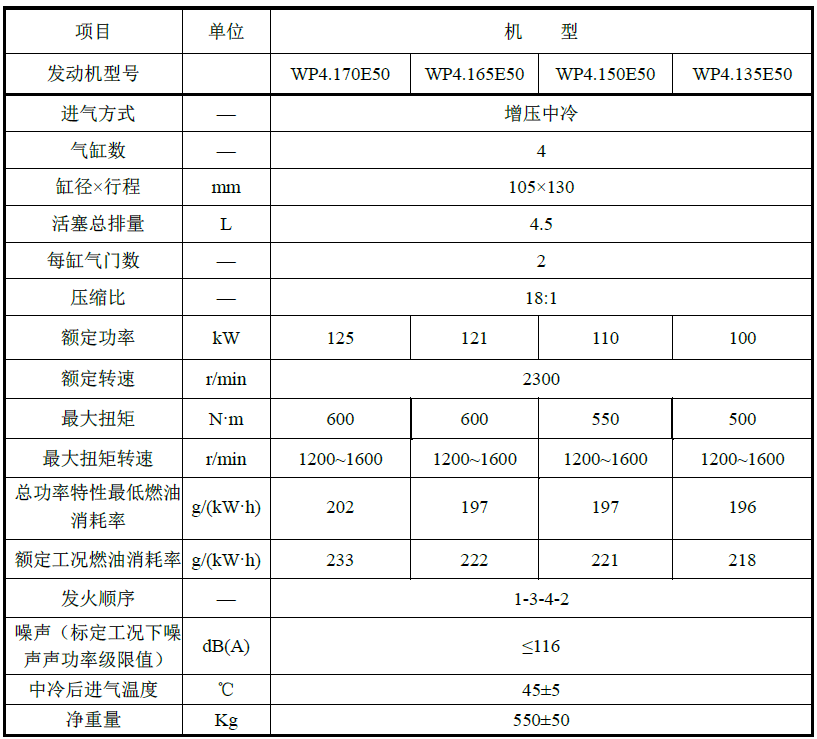 项目 单位 机 型
发动机型号 WP4.170E50 WP4.165E50 WP4.150E50 WP4.135E50
进气方式 — 增压中冷
气缸数 — 4
缸径×行程 mm 105×130
活塞总排量 L 4.5
每缸气门数 — 2
压缩比 — 18:1
额定功率 kW 125 121 110 100
额定转速 r/min 2300
最大扭矩 N·m 600 600 550 500
最大扭矩转速 r/min 1200~1600 1200~1600 1200~1600 1200~1600
总功率特性最低燃油
消耗率 g/(kW·h) 202 197 197 196
额定工况燃油消耗率 g/(kW·h) 233 222 221 218
发火顺序 — 1-3-4-2
噪声（标定工况下噪
声声功率级限值） dB(A) ≤116
中冷后进气温度 ℃ 45±5
净重量 Kg 550±50